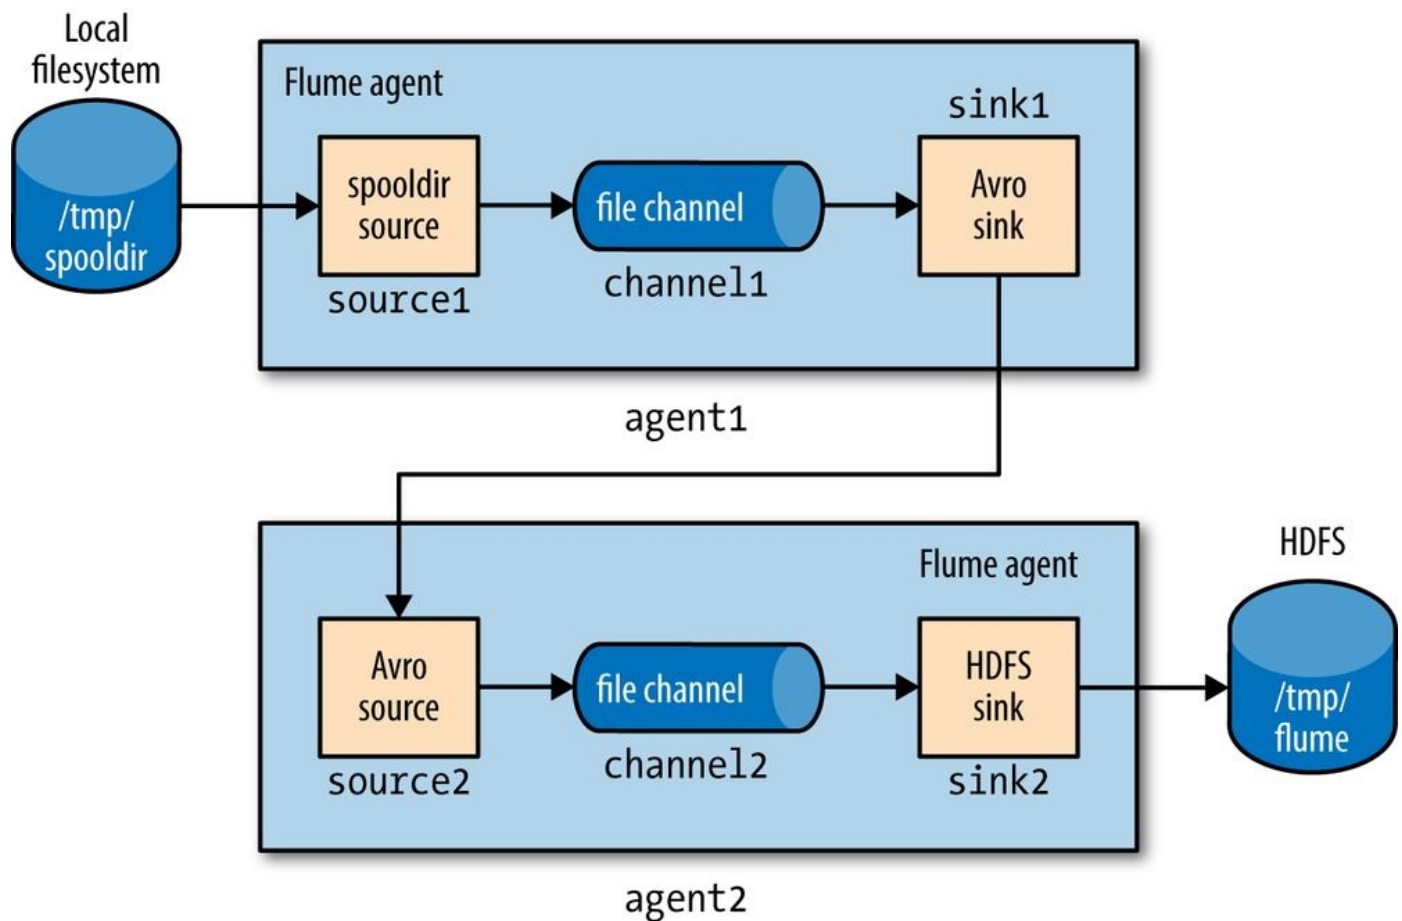 Local
filesystem
/tmp/
spooldir
Flume agent
spooldir
source
source1
file channel
channel1
sink1
Avro
sink
agent1
Flume agent
Avro
source
source2
file channel
channel2
HDFS
sink
sink2
HDFS
/tmp/
flume
agent2